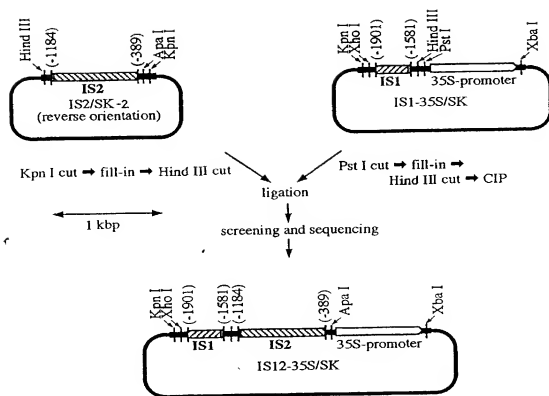 Hind III
(-1184)
(-389)
Apa I
Kpn I
IS2
IS2/SK -2
(reverse orientation)
Kpn I
Xho I
(-1901)
(-1581)
Hind III
Pst I
Xba I
IS1
35S-promoter
IS1-35S/SK
Kpn I cut ➡ fill-in ➡ Hind III cut
Pst I cut ➡ fill-in ➡
Hind III cut ➡ CIP
ligation
1 kbp
screening and sequencing
Kpn I
Xho I
(-1901)
(-1581)
(-1184)
(-389)
Apa I
Xba I
IS1
IS2
35S-promoter
IS12-35S/SK